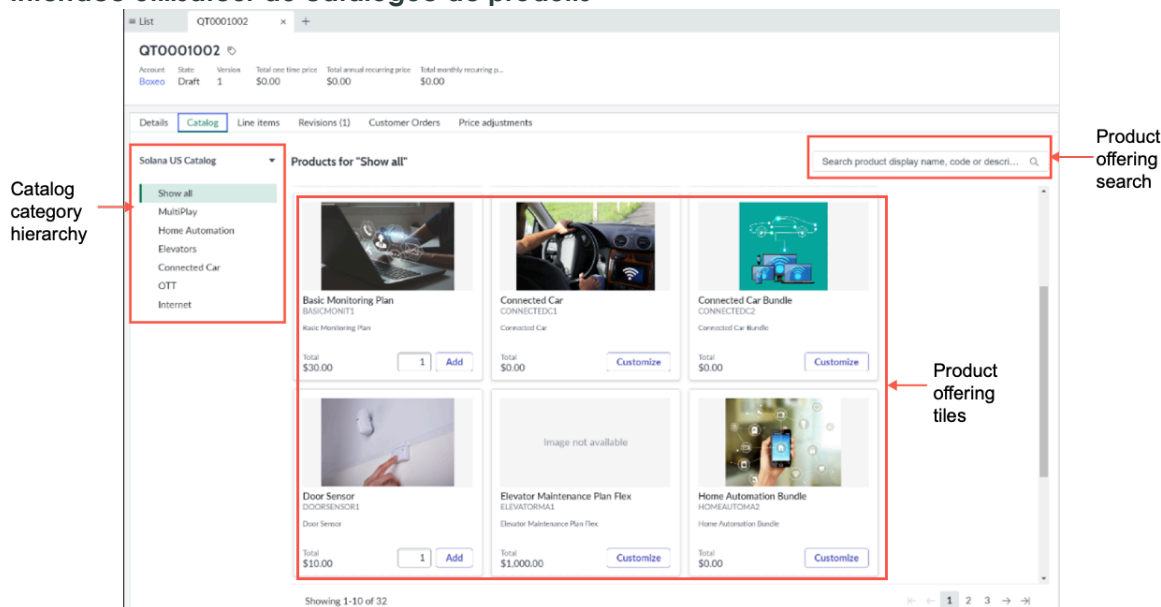 ≡ List QT0001002 × +
QT0001002
Account State Version Total one time price Total annual recurring price Total monthly recurring p...
Boxeo Draft 1 $0.00 $0.00 $0.00
Details Catalog Line items Revisions (1) Customer Orders Price adjustments
Solana US Catalog
Products for "Show all"
Search product display name, code or descri...
Product
offering
search
Catalog
category
hierarchy
Show all
MultiPlay
Home Automation
Elevators
Connected Car
OTT
Internet
Basic Monitoring Plan
BASICMONIT1
Basic Monitoring Plan
Total
$30.00 1 Add
Connected Car
CONNECTEDC1
Connected Car
Total
$0.00 Customize
Connected Car Bundle
CONNECTEDC2
Connected Car Bundle
Total
$0.00 Customize
Product
offering
tiles
Door Sensor
DOORSENSOR1
Door Sensor
Total
$10.00 1 Add
Image not available
Elevator Maintenance Plan Flex
ELEVATORMA1
Elevator Maintenance Plan Flex
Total
$1,000.00 Customize
Home Automation Bundle
HOMEAUTOMA2
Home Automation Bundle
Total
$0.00 Customize
Showing 1-10 of 32
1 2 3